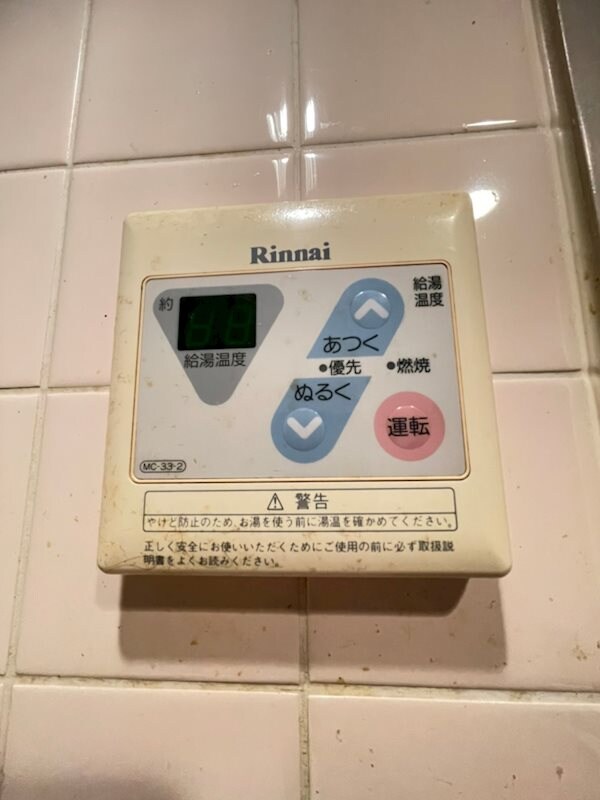 Rinnai
給湯
温度
約
給湯温度
あつく
●優先 ●燃焼
ぬるく
運転
MC-33-2
⚠ 警告
やけど防止のため、お湯を使う前に湯温を確かめてください。
正しく安全にお使いいただくためにご使用の前に必ず取扱説
明書をよくお読みください。